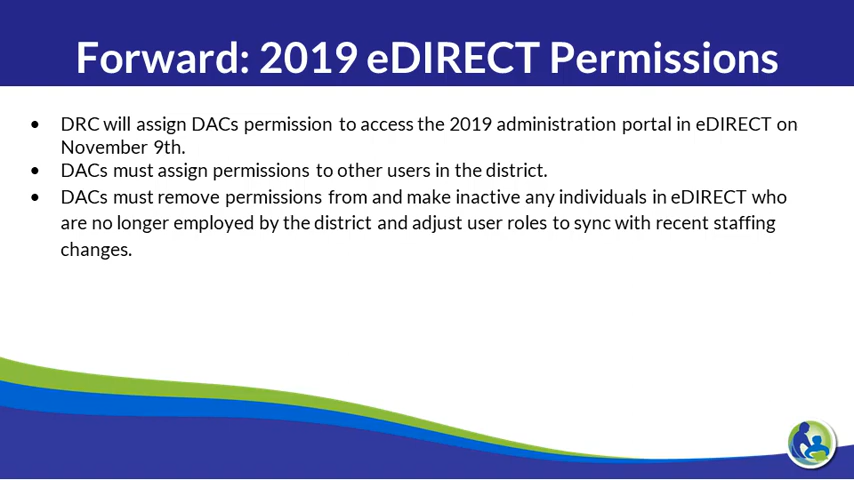 Forward: 2019 eDIRECT Permissions
• DRC will assign DACs permission to access the 2019 administration portal in eDIRECT on
November 9th.
• DACs must assign permissions to other users in the district.
• DACs must remove permissions from and make inactive any individuals in eDIRECT who
are no longer employed by the district and adjust user roles to sync with recent staffing
changes.